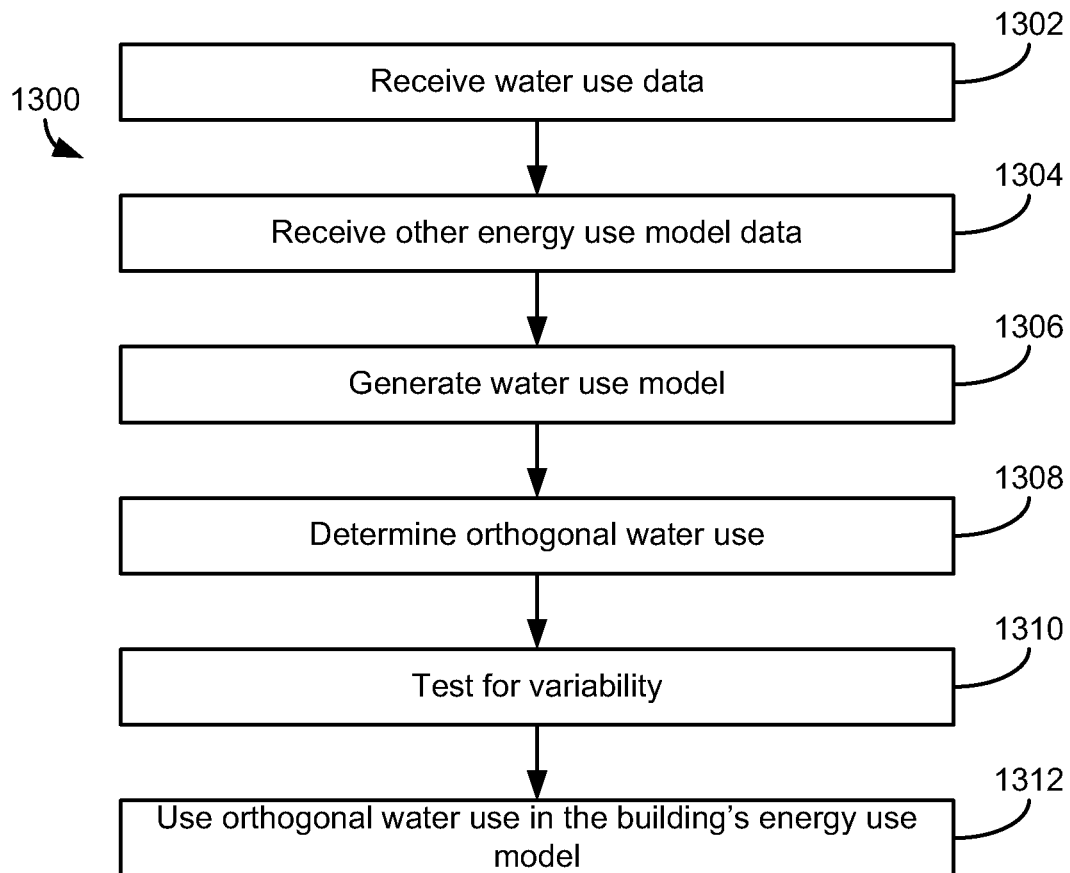 1302
Receive water use data
1300
1304
Receive other energy use model data
1306
Generate water use model
1308
Determine orthogonal water use
1310
Test for variability
1312
Use orthogonal water use in the building's energy use
model